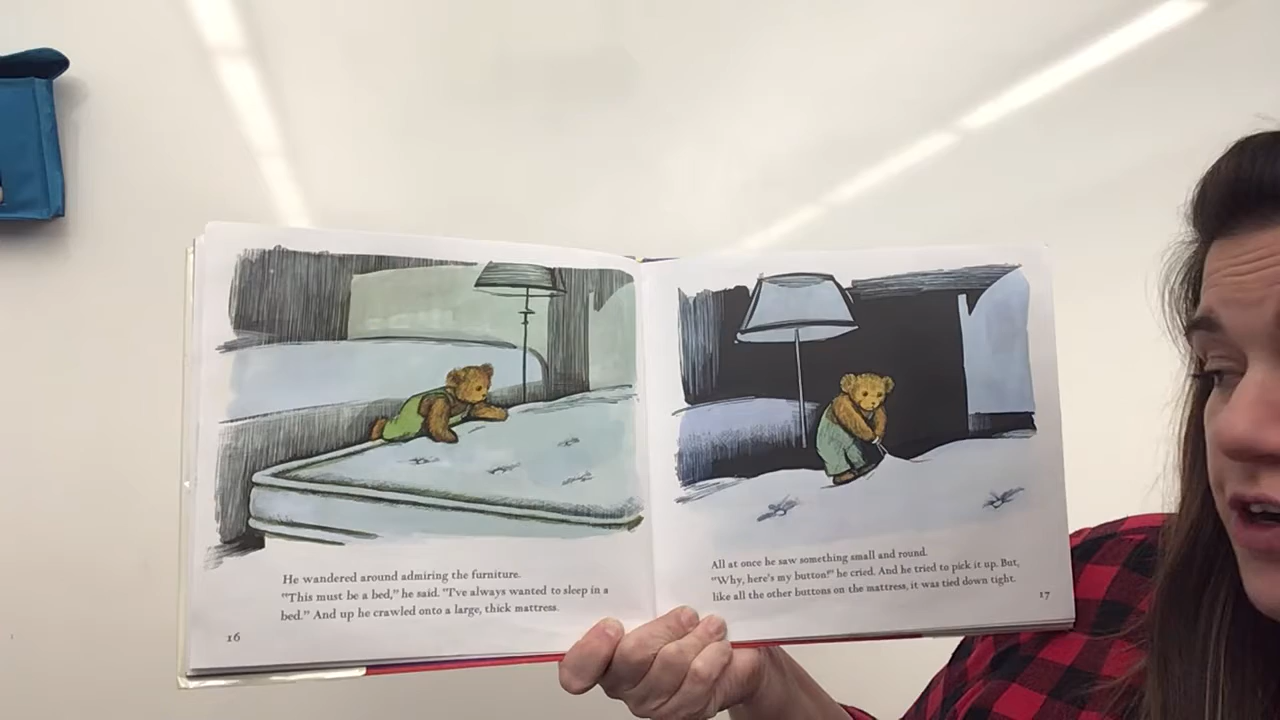 He wandered around admiring the furniture.
"This must be a bed," he said. "I've always wanted to sleep in a
bed." And up he crawled onto a large, thick mattress.
16
All at once he saw something small and round.
"Why, here's my button!" he cried. And he tried to pick it up. But,
like all the other buttons on the mattress, it was tied down tight.
17